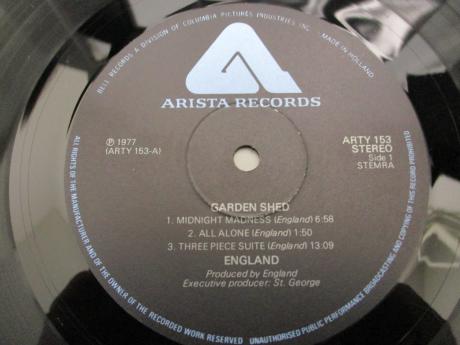 BELL RECORDS A DIVISION OF COLUMBIA PICTURES INDUSTRIES INC. MADE IN HOLLAND
ARISTA RECORDS
℗ 1977
(ARTY 153-A)
ARTY 153
STEREO
Side 1
STEMRA
GARDEN SHED
1. MIDNIGHT MADNESS (England) 6:58
2. ALL ALONE (England) 1:50
3. THREE PIECE SUITE (England) 13:09
ENGLAND
Produced by England
Executive producer: St. George
ALL RIGHTS OF THE MANUFACTURER AND OF THE OWNER OF THE RECORDED WORK RESERVED UNAUTHORISED PUBLIC PERFORMANCE BROADCASTING AND COPYING OF THIS RECORD PROHIBITED